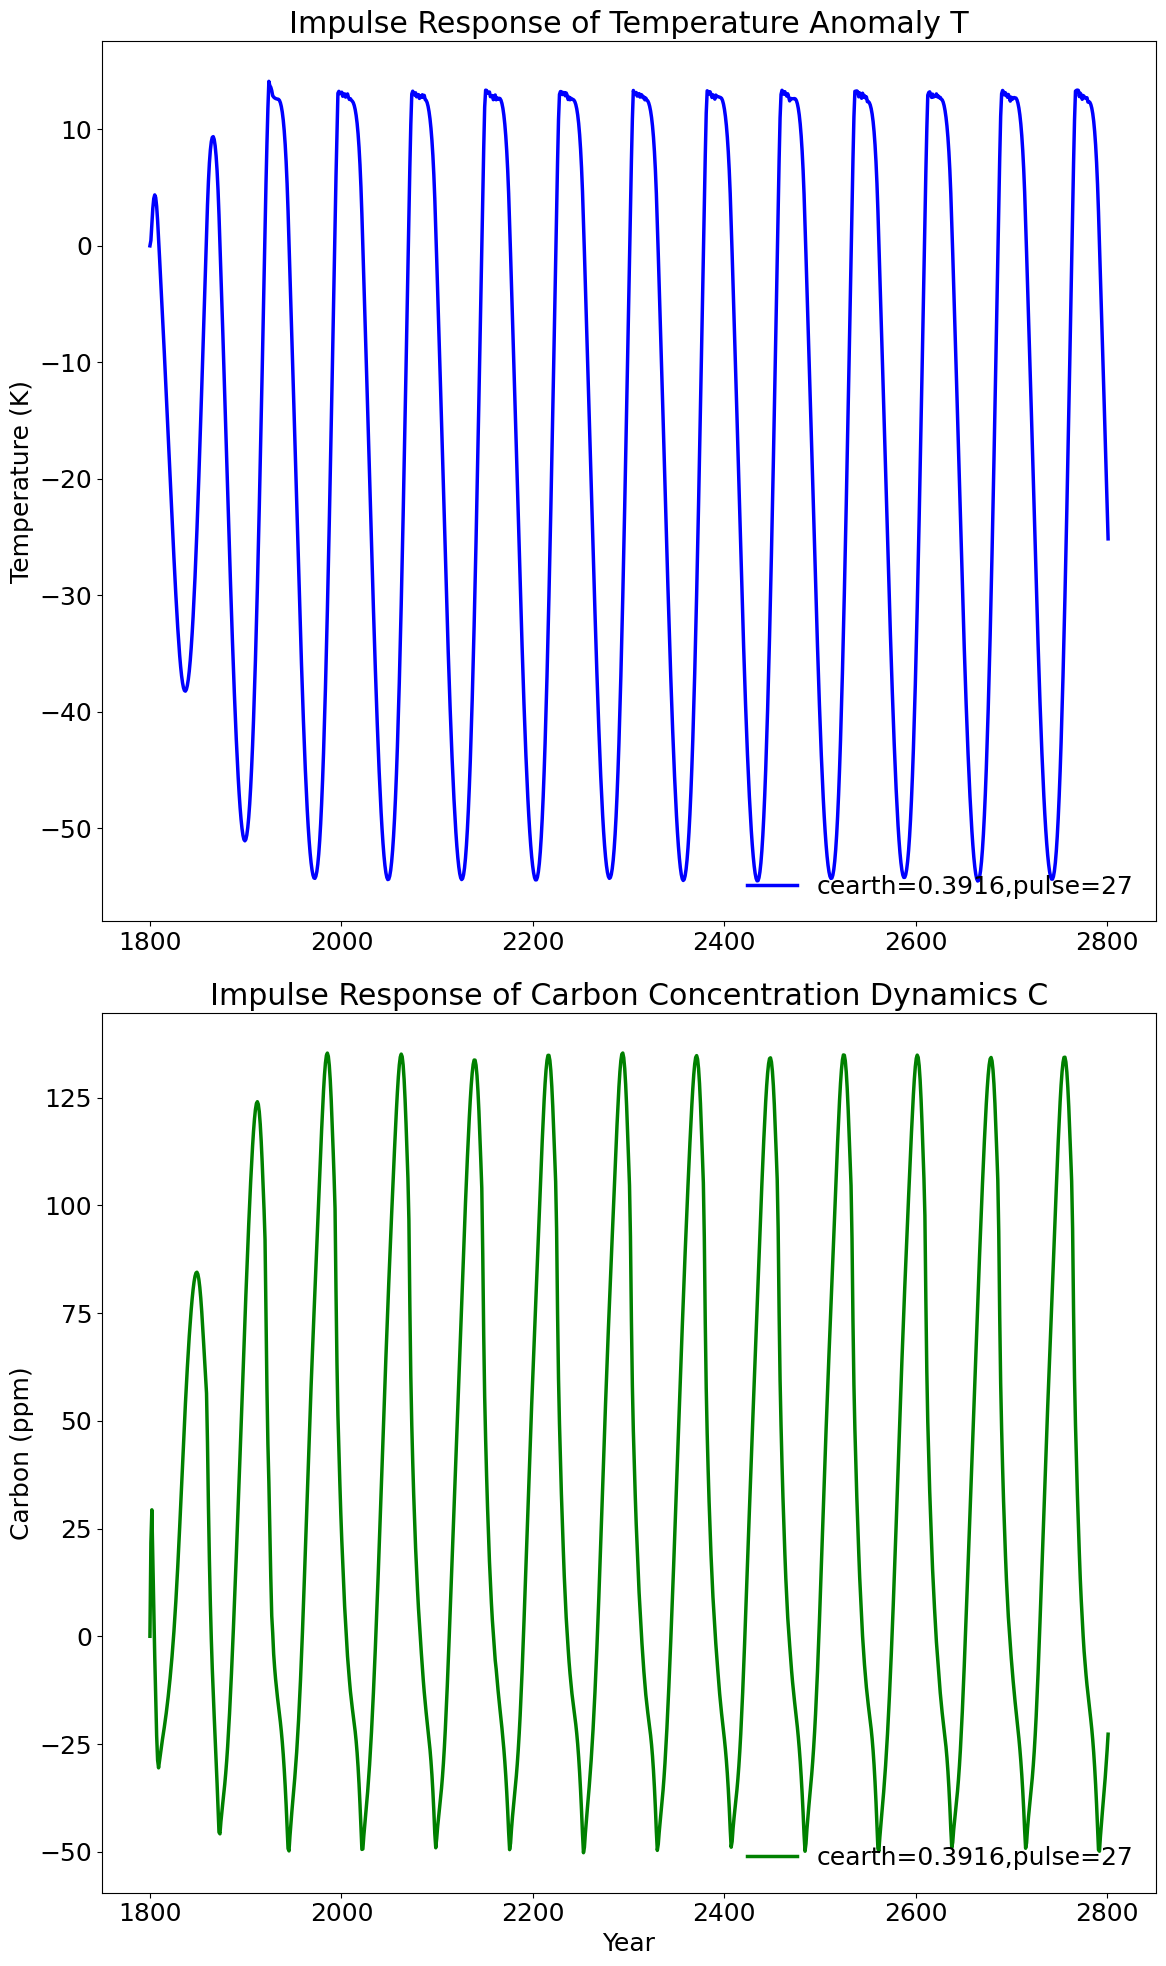 Impulse Response of Temperature Anomaly T
10
0
−10
−20
−30
−40
−50
Temperature (K)
cearth=0.3916,pulse=27
1800 2000 2200 2400 2600 2800
Impulse Response of Carbon Concentration Dynamics C
125
100
75
50
25
0
−25
−50
Carbon (ppm)
cearth=0.3916,pulse=27
1800 2000 2200 2400 2600 2800
Year